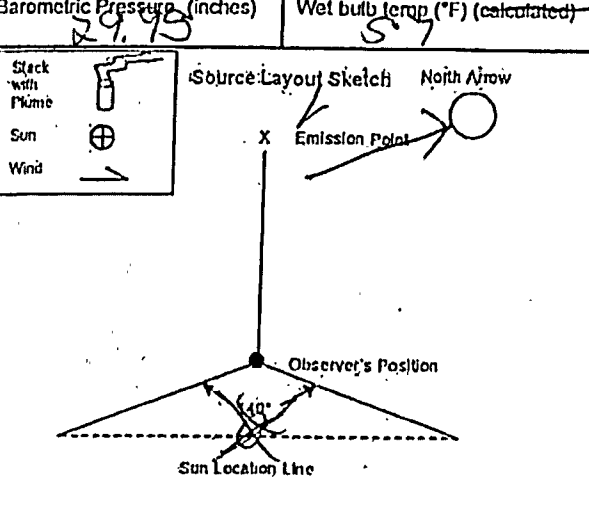 Barometric Pressure (inches)
29.95
Wet bulb temp (°F) (calculated)
57
Stack
with
Plume
Sun
Wind
Source Layout Sketch
North Arrow
X Emission Point
Observer's Position
140°
Sun Location Line